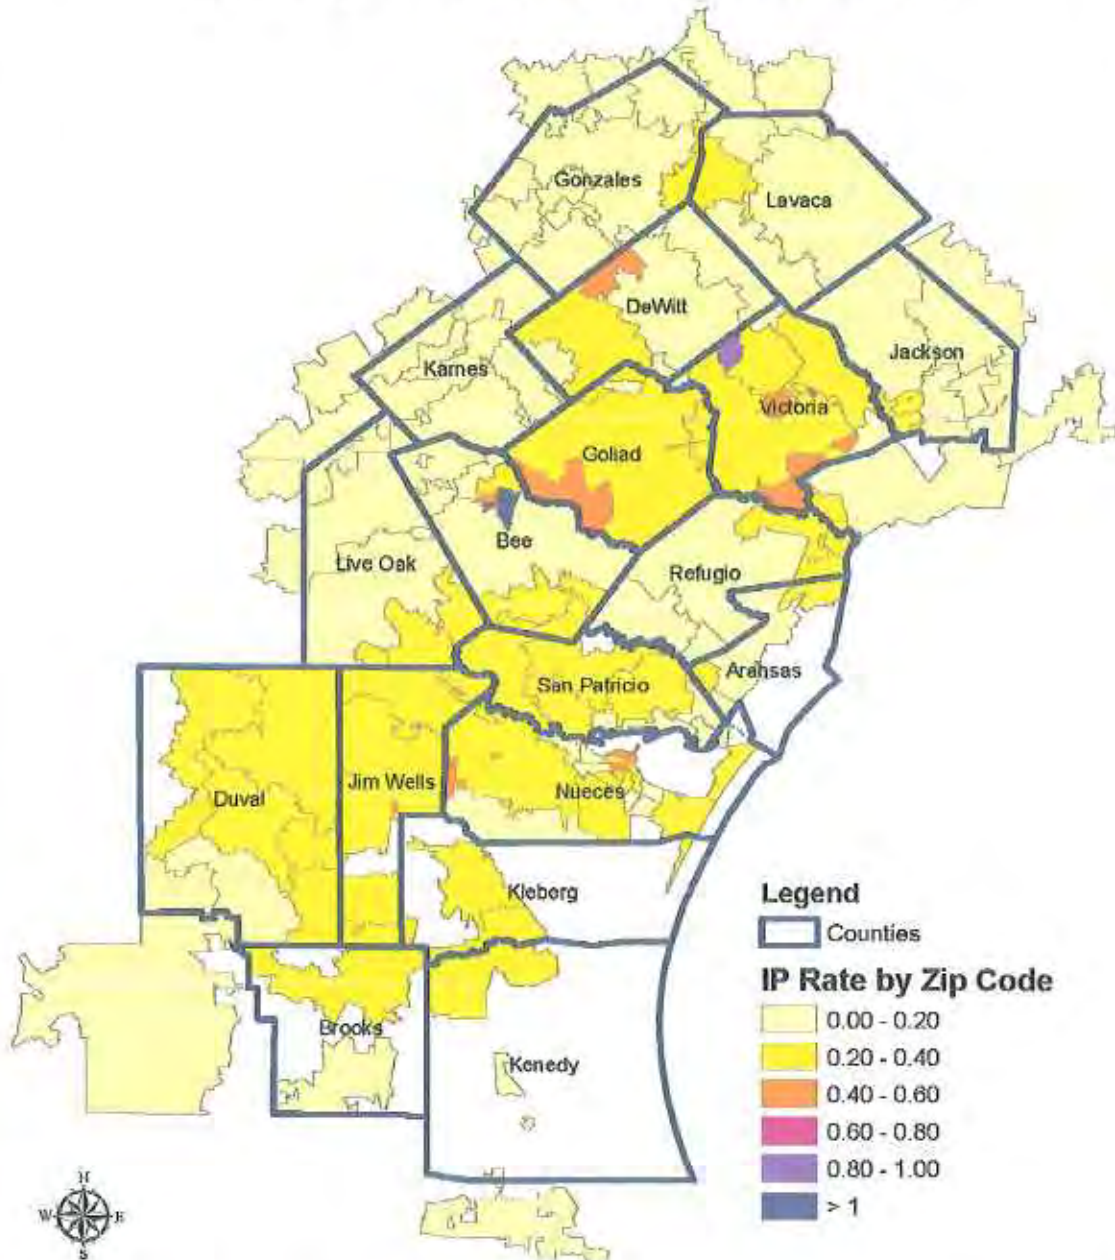 Gonzales
Lavaca
DeWitt
Karnes
Jackson
Victoria
Goliad
Bee
Live Oak
Refugio
Aransas
San Patricio
Jim Wells
Duval
Nueces
Kleberg
Brooks
Kenedy
Legend
Counties
IP Rate by Zip Code
0.00 - 0.20
0.20 - 0.40
0.40 - 0.60
0.60 - 0.80
0.80 - 1.00
> 1
N
W E
S